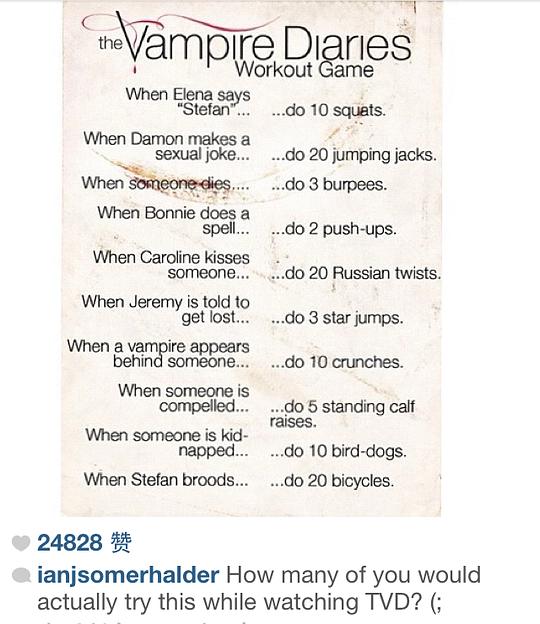 the Vampire Diaries
Workout Game
When Elena says
"Stefan"... ...do 10 squats.
When Damon makes a
sexual joke... ...do 20 jumping jacks.
When someone dies.... ...do 3 burpees.
When Bonnie does a
spell... ...do 2 push-ups.
When Caroline kisses
someone... ...do 20 Russian twists.
When Jeremy is told to
get lost... ...do 3 star jumps.
When a vampire appears
behind someone... ...do 10 crunches.
When someone is
compelled... ...do 5 standing calf
raises.
When someone is kid-
napped... ...do 10 bird-dogs.
When Stefan broods... ...do 20 bicycles.
24828 赞
ianjsomerhalder How many of you would
actually try this while watching TVD? (;